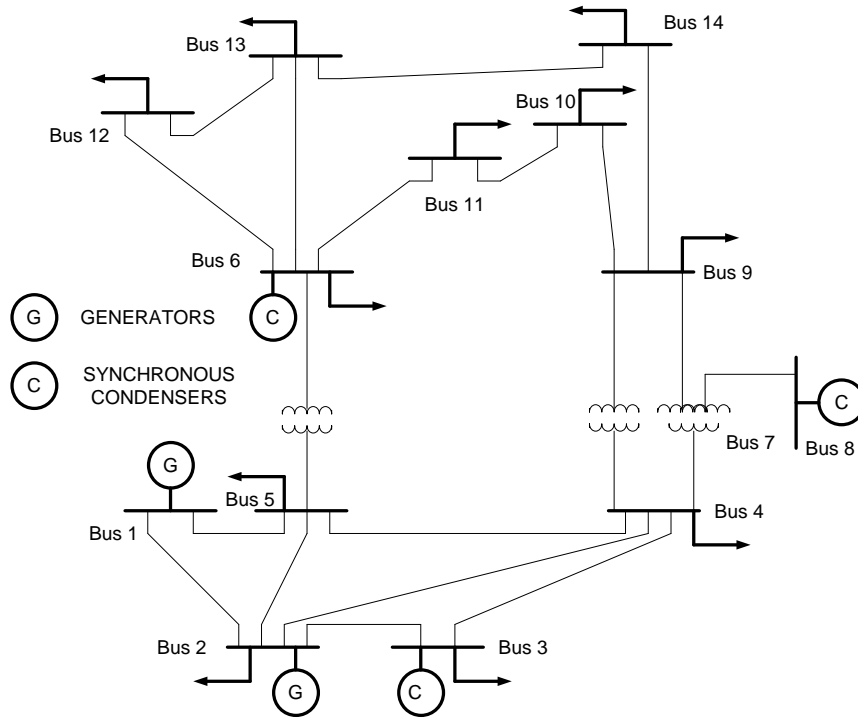 Bus 14
Bus 13
Bus 10
Bus 12
Bus 11
Bus 6
Bus 9
G GENERATORS
C
C SYNCHRONOUS
CONDENSERS
C
Bus 7
Bus 8
G
Bus 5
Bus 4
Bus 1
Bus 2
Bus 3
G
C